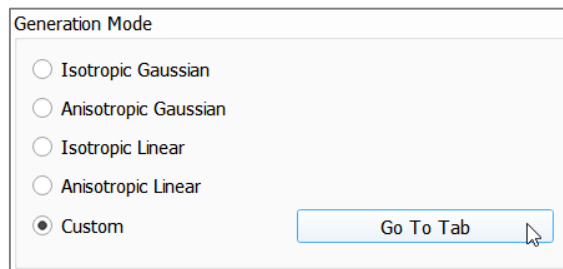 Generation Mode
Isotropic Gaussian
Anisotropic Gaussian
Isotropic Linear
Anisotropic Linear
Custom
Go To Tab